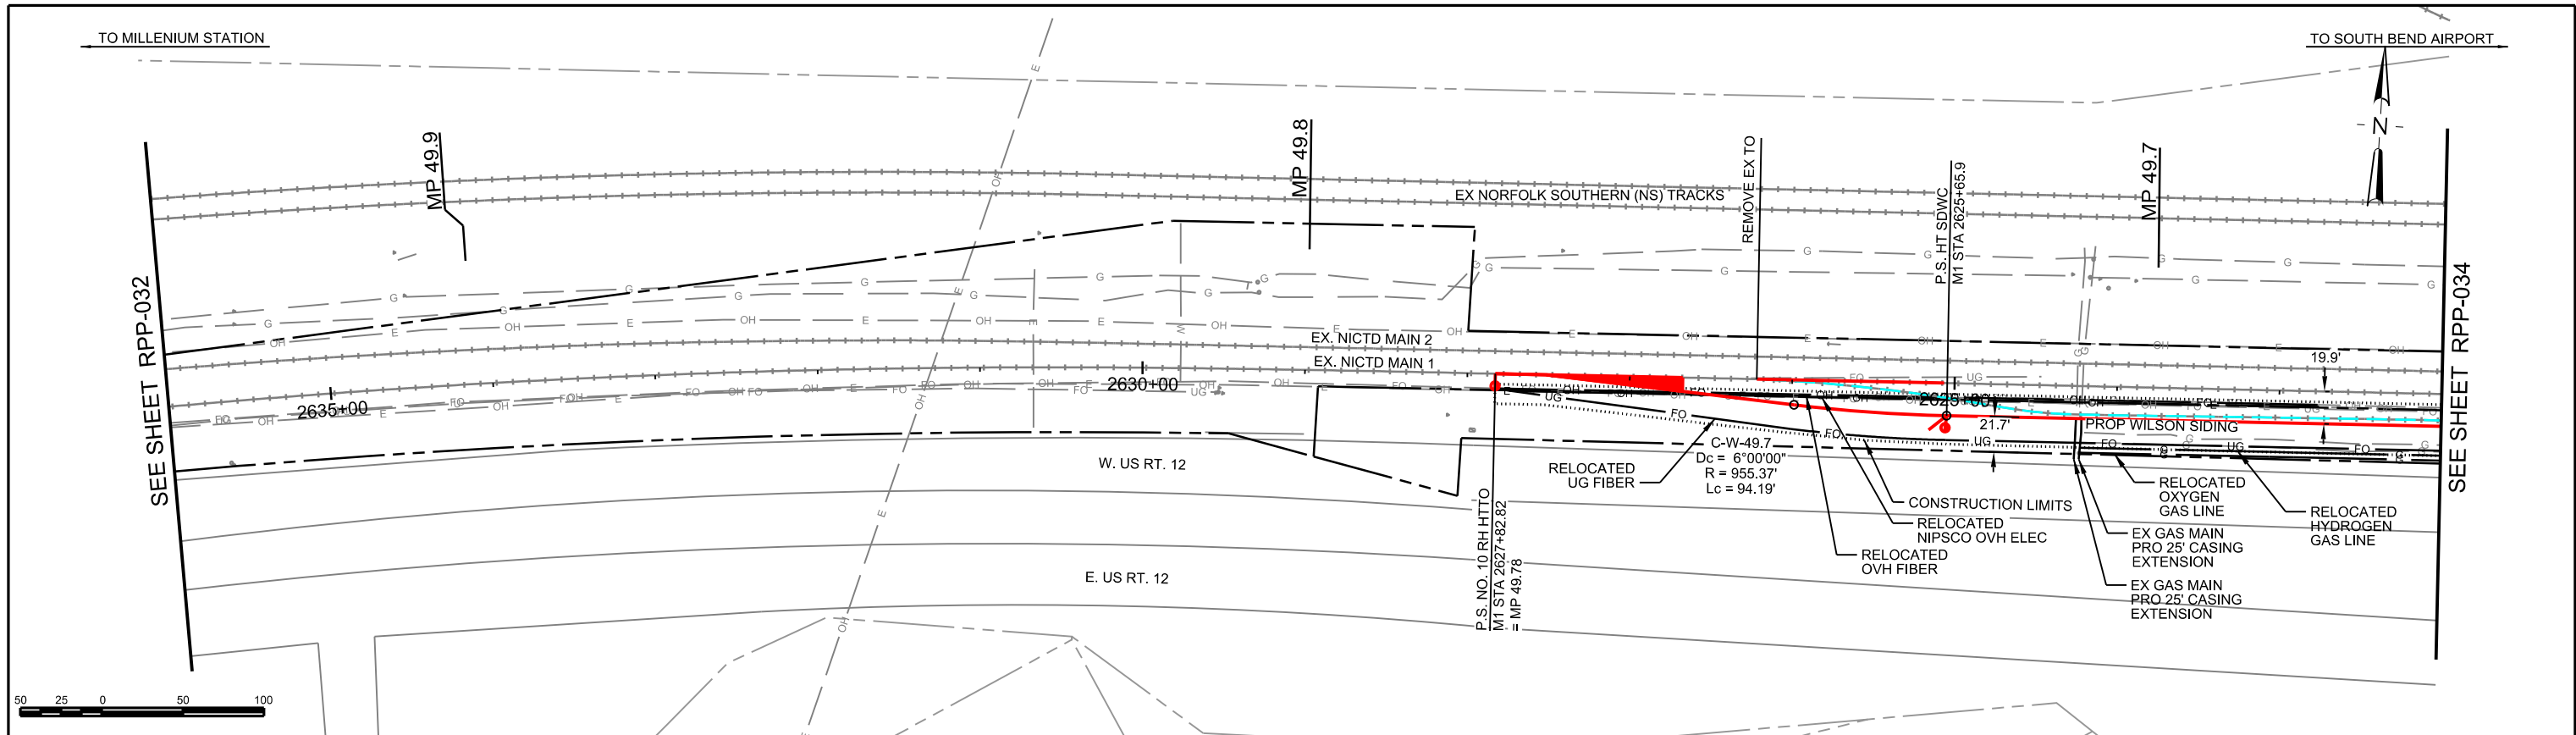 TO MILLENIUM STATION
TO SOUTH BEND AIRPORT
N
MP 49.9
MP 49.8
MP 49.7
REMOVE EX TO
P.S. HT SDWC
M1 STA 2625+65.9
EX NORFOLK SOUTHERN (NS) TRACKS
SEE SHEET RPP-032
SEE SHEET RPP-034
EX. NICTD MAIN 2
EX. NICTD MAIN 1
2635+00
2630+00
2625+00
19.9'
21.7'
PROP WILSON SIDING
W. US RT. 12
E. US RT. 12
P.S. NO. 10 RH HTTO
M1 STA 2627+82.82
= MP 49.78
RELOCATED
UG FIBER
C-W-49.7
Dc = 6°00'00"
R = 955.37'
Lc = 94.19'
CONSTRUCTION LIMITS
RELOCATED
NIPSCO OVH ELEC
RELOCATED
OVH FIBER
RELOCATED
OXYGEN
GAS LINE
RELOCATED
HYDROGEN
GAS LINE
EX GAS MAIN
PRO 25' CASING
EXTENSION
EX GAS MAIN
PRO 25' CASING
EXTENSION
50 25 0 50 100